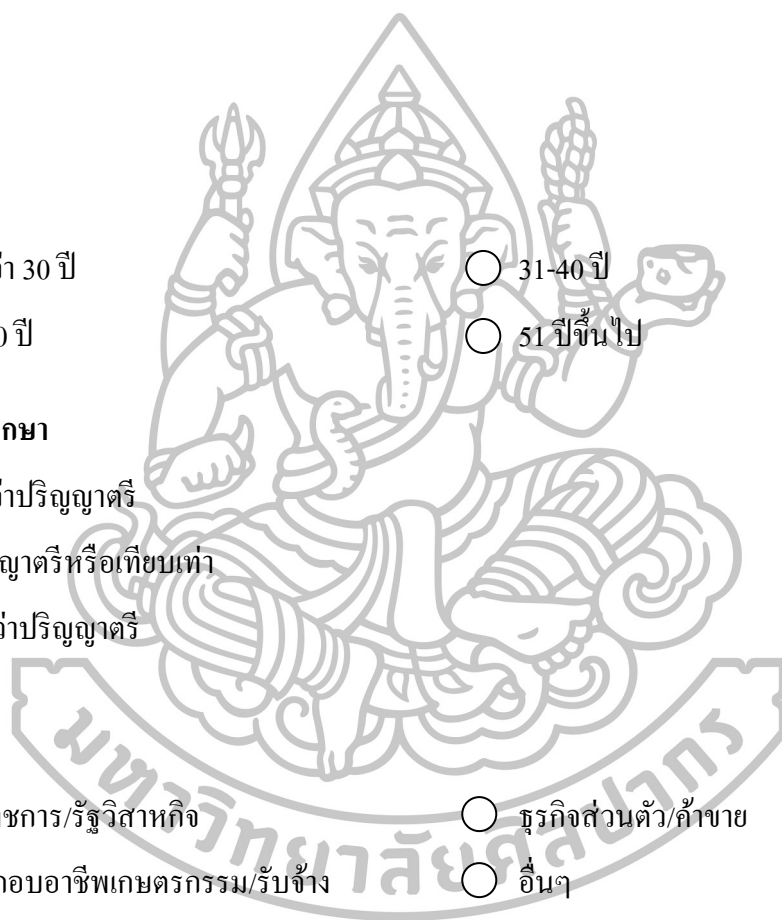 า 30 ปี 31-40 ปี
0 ปี 51 ปีขึ้นไป
กษา
าปริญญาตรี
ญาตรีหรือเทียบเท่า
ว่าปริญญาตรี
าชการ/รัฐวิสาหกิจ ธุรกิจส่วนตัว/ค้าขาย
กอบอาชีพเกษตรกรรม/รับจ้าง อื่นๆ
มหาวิทยาลัยศิลปากร